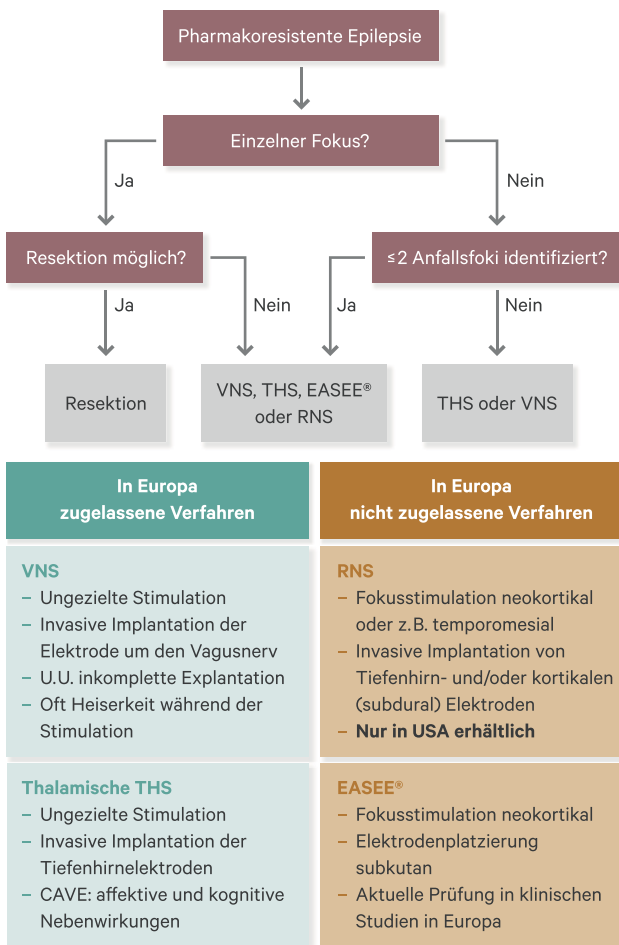 Pharmakoresistente Epilepsie
Einzelner Fokus?
Ja
Nein
Resektion möglich?
≤2 Anfallsfoki identifiziert?
Ja
Nein
Ja
Nein
Resektion
VNS, THS, EASEE®
oder RNS
THS oder VNS
In Europa
zugelassene Verfahren
VNS
– Ungezielte Stimulation
– Invasive Implantation der
Elektrode um den Vagusnerv
– U.U. inkomplette Explantation
– Oft Heiserkeit während der
Stimulation
Thalamische THS
– Ungezielte Stimulation
– Invasive Implantation der
Tiefenhirnelektroden
– CAVE: affektive und kognitive
Nebenwirkungen
In Europa
nicht zugelassene Verfahren
RNS
– Fokusstimulation neokortikal
oder z.B. temporomesial
– Invasive Implantation von
Tiefenhirn- und/oder kortikalen
(subdural) Elektroden
– Nur in USA erhältlich
EASEE®
– Fokusstimulation neokortikal
– Elektrodenplatzierung
subkutan
– Aktuelle Prüfung in klinischen
Studien in Europa